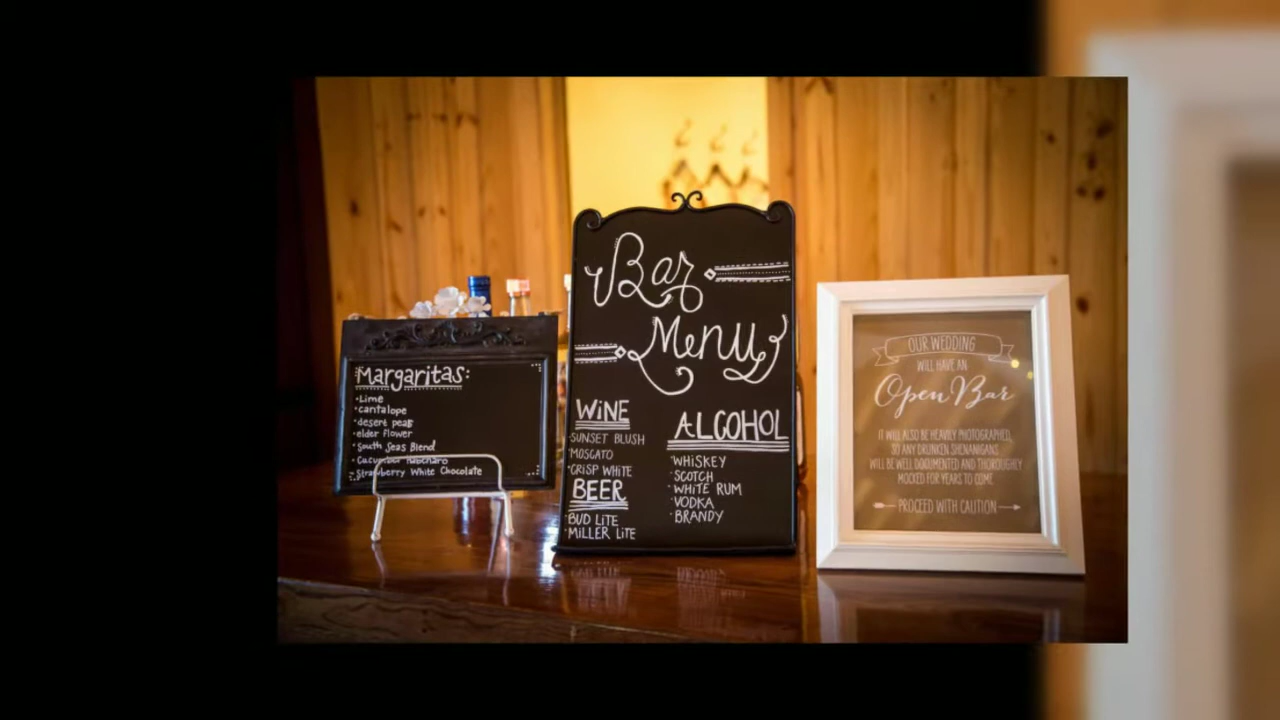 Margaritas:
·Lime
·cantalope
·desert pear
·elder flower
·South Seas Blend
·Cucumber Habenaro
·Strawberry White Chocolate
Bar
Menu
WINE
·SUNSET BLUSH
·MOSCATO
·CRISP WHITE
BEER
·BUD LITE
·MILLER LITE
ALCOHOL
·WHISKEY
·SCOTCH
·WHITE RUM
·VODKA
·BRANDY
OUR WEDDING
WILL HAVE AN
Open Bar
IT WILL ALSO BE HEAVILY PHOTOGRAPHED,
SO ANY DRUNKEN SHENANIGANS
WILL BE WELL DOCUMENTED AND THOROUGHLY
MOCKED FOR YEARS TO COME.
PROCEED WITH CAUTION